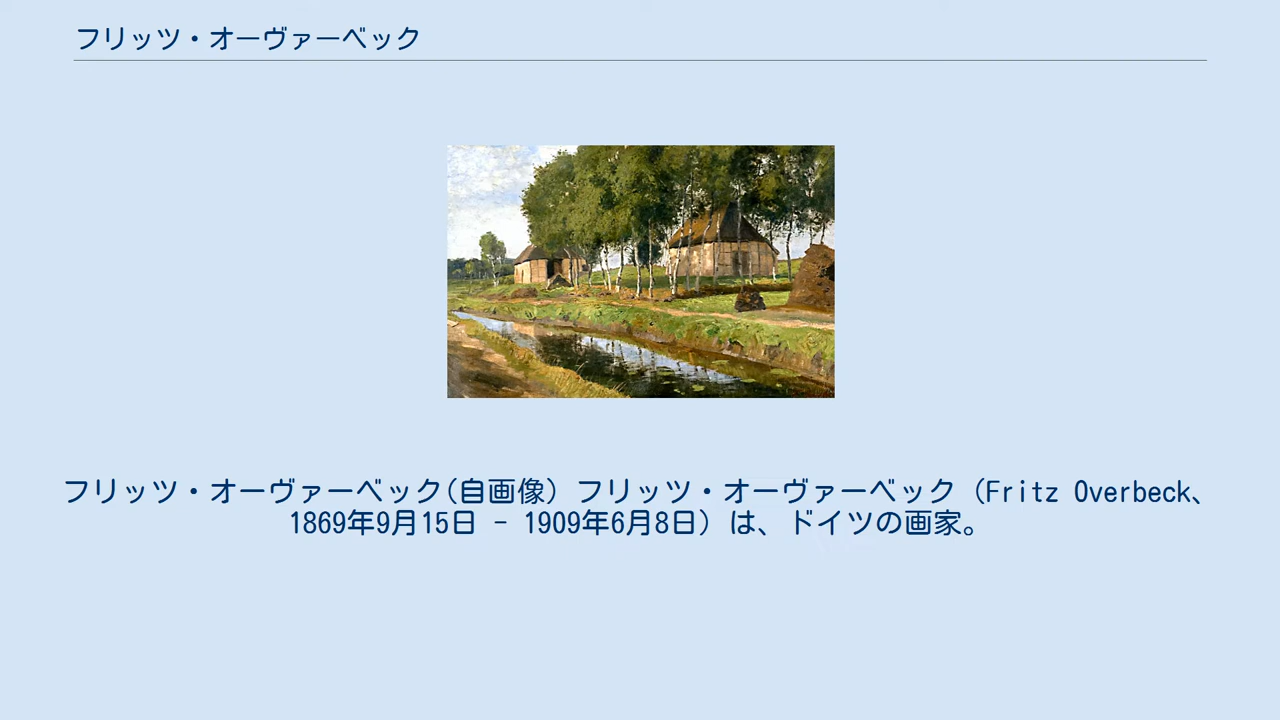 フリッツ・オーヴァーベック
フリッツ・オーヴァーベック(自画像) フリッツ・オーヴァーベック (Fritz Overbeck、
1869年9月15日 - 1909年6月8日) は、ドイツの画家。